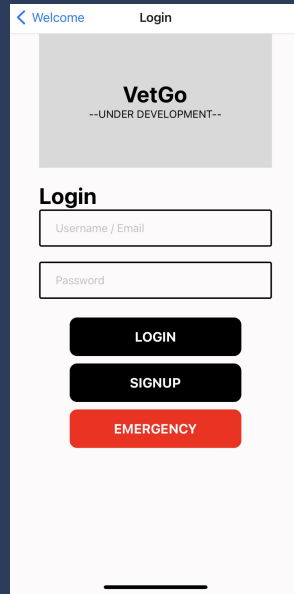 Welcome
Login
VetGo
--UNDER DEVELOPMENT--
Login
Username / Email
Password
LOGIN
SIGNUP
EMERGENCY